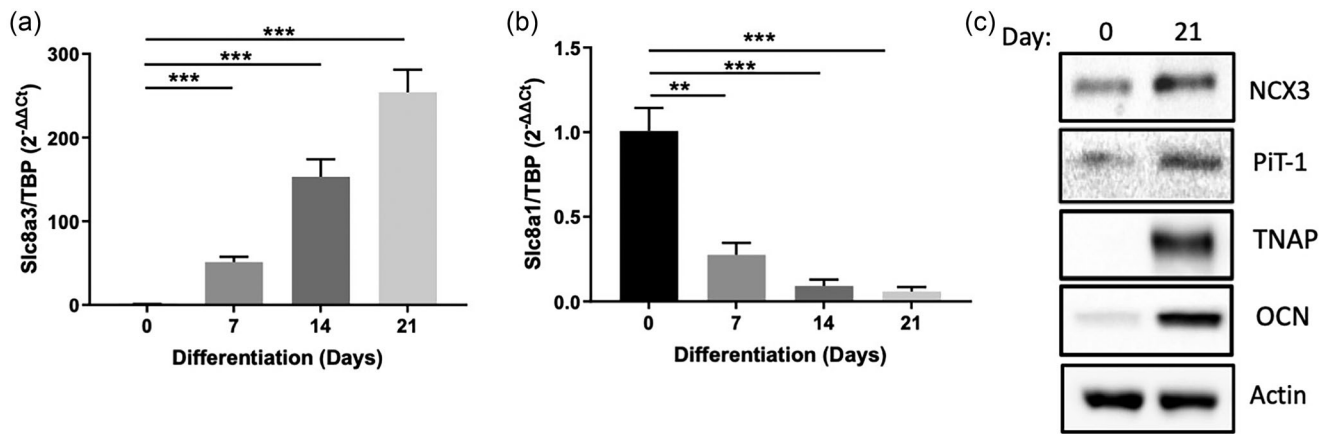 (a)
***
***
***
300
200
100
0
Slc8a3/TBP (2^-ΔΔCt)
0 7 14 21
Differentiation (Days)
(b)
***
***
**
1.5
1.0
0.5
0.0
Slc8a1/TBP (2^-ΔΔCt)
0 7 14 21
Differentiation (Days)
(c)
Day: 0 21
NCX3
PiT-1
TNAP
OCN
Actin